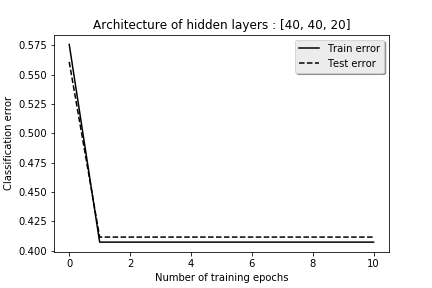 Architecture of hidden layers : [40, 40, 20]
Train error
Test error
0.575
0.550
0.525
0.500
0.475
0.450
0.425
0.400
Classification error
0 2 4 6 8 10
Number of training epochs